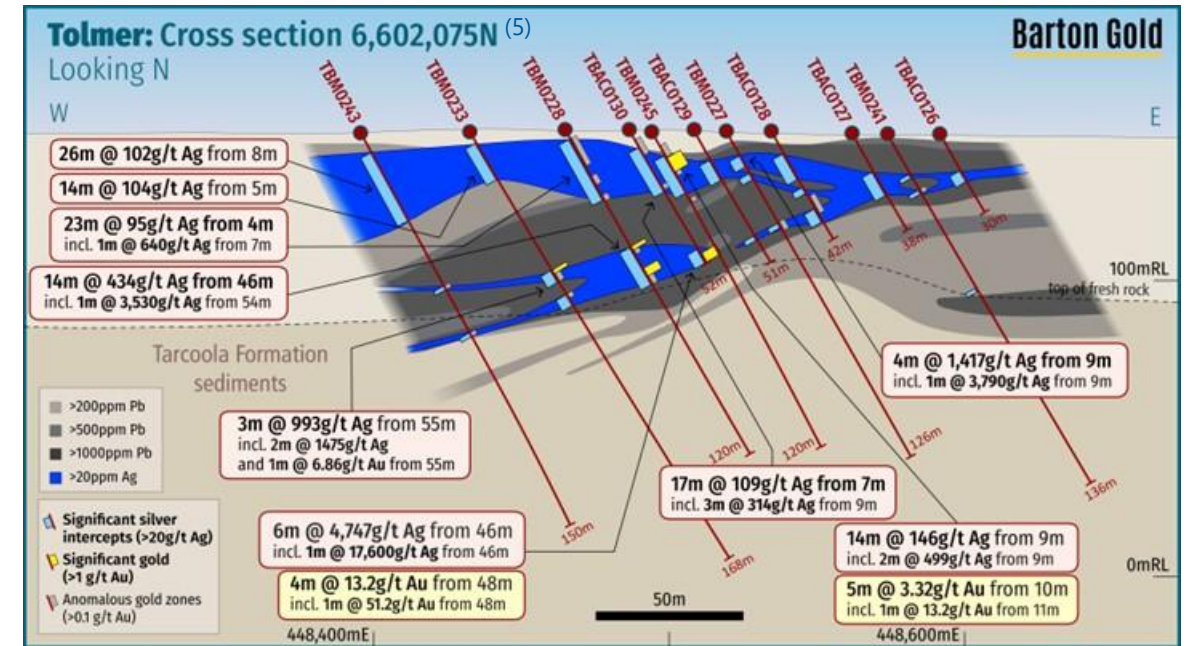 Tolmer: Cross section 6,602,075N (5)
Looking N
Barton Gold
W
E
TBM0243
TBM0233
TBM0228
TBAC0130
TBM0245
TBAC0129
TBM0227
TBAC0128
TBAC0127
TBM0241
TBAC0126
26m @ 102g/t Ag from 8m
14m @ 104g/t Ag from 5m
23m @ 95g/t Ag from 4m
incl. 1m @ 640g/t Ag from 7m
14m @ 434g/t Ag from 46m
incl. 1m @ 3,530g/t Ag from 54m
30m
38m
42m
51m
52m
100mRL
top of fresh rock
Tarcoola Formation
sediments
4m @ 1,417g/t Ag from 9m
incl. 1m @ 3,790g/t Ag from 9m
>200ppm Pb
>500ppm Pb
>1000ppm Pb
>20ppm Ag
3m @ 993g/t Ag from 55m
incl. 2m @ 1475g/t Ag
and 1m @ 6.86g/t Au from 55m
120m
120m
126m
136m
17m @ 109g/t Ag from 7m
incl. 3m @ 314g/t Ag from 9m
Significant silver
intercepts (>20g/t Ag)
Significant gold
(>1 g/t Au)
Anomalous gold zones
(>0.1 g/t Au)
6m @ 4,747g/t Ag from 46m
incl. 1m @ 17,600g/t Ag from 46m
4m @ 13.2g/t Au from 48m
incl. 1m @ 51.2g/t Au from 48m
150m
168m
14m @ 146g/t Ag from 9m
incl. 2m @ 499g/t Ag from 9m
5m @ 3.32g/t Au from 10m
incl. 1m @ 13.2g/t Au from 11m
0mRL
50m
448,400mE
448,600mE